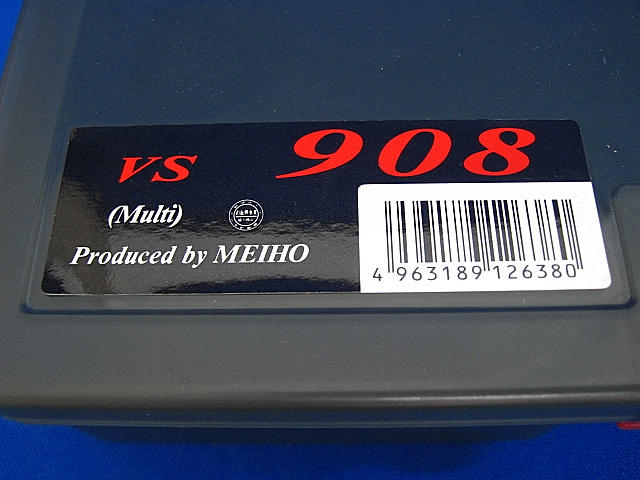 VS 908
(Multi)
Produced by MEIHO
4 963189 126380